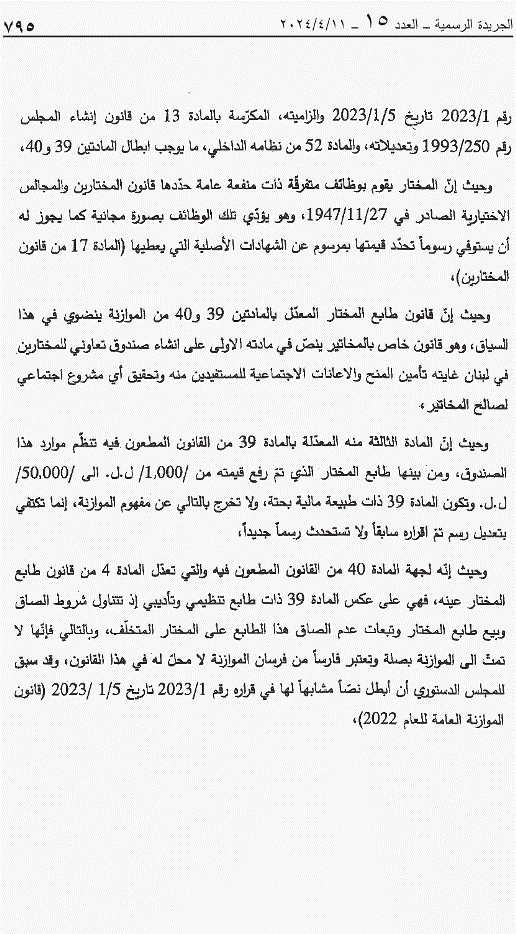 الجريدة الرسمية – العدد ١٥ – ٢٠٢٤/٤/١١ ٧٩٥
رقم 2023/1 تاريخ 2023/1/5 والزاميته، المكرّسة بالمادة 13 من قانون إنشاء المجلس
رقم 1993/250 وتعديلاته، والمادة 52 من نظامه الداخلي، ما يوجب ابطال المادتين 39 و40،
وحيث إنّ المختار يقوم بوظائف متفرقّة ذات منفعة عامة حدّدها قانون المختارين والمجالس
الاختيارية الصادر في 1947/11/27، وهو يؤدّي تلك الوظائف بصورة مجانية كما يجوز له
أن يستوفي رسوماً تحدّد قيمتها بمرسوم عن الشهادات الأصلية التي يعطيها (المادة 17 من قانون
المختارين)،
وحيث إنّ قانون طابع المختار المعدّل بالمادتين 39 و40 من الموازنة ينضوي في هذا
السياق، وهو قانون خاص بالمخاتير ينصّ في مادته الاولى على انشاء صندوق تعاوني للمختارين
في لبنان غايته تأمين المنح والاعانات الاجتماعية للمستفيدين منه وتحقيق أي مشروع اجتماعي
لصالح المخاتير،
وحيث إنّ المادة الثالثة منه المعدّلة بالمادة 39 من القانون المطعون فيه تنظّم موارد هذا
الصندوق، ومن بينها طابع المختار الذي تمّ رفع قيمته من /1,000/ ل.ل. الى /50,000/
ل.ل. وتكون المادة 39 ذات طبيعة مالية بحتة، ولا تخرج بالتالي عن مفهوم الموازنة، إنما تكتفي
بتعديل رسم تمّ اقراره سابقاً ولا تستحدث رسماً جديداً،
وحيث إنّه لجهة المادة 40 من القانون المطعون فيه والتي تعدّل المادة 4 من قانون طابع
المختار عينه، فهي على عكس المادة 39 ذات طابع تنظيمي وتأديبي إذ تتناول شروط الصاق
وبيع طابع المختار وتبعات عدم الصاق هذا الطابع على المختار المتخلّف، وبالتالي فإنّها لا
تمتّ الى الموازنة بصلة وتعتبر فارساً من فرسان الموازنة لا محلّ له في هذا القانون، وقد سبق
للمجلس الدستوري أن أبطل نصّاً مشابهاً لها في قراره رقم 2023/1 تاريخ 1/5 /2023 (قانون
الموازنة العامة للعام 2022)،